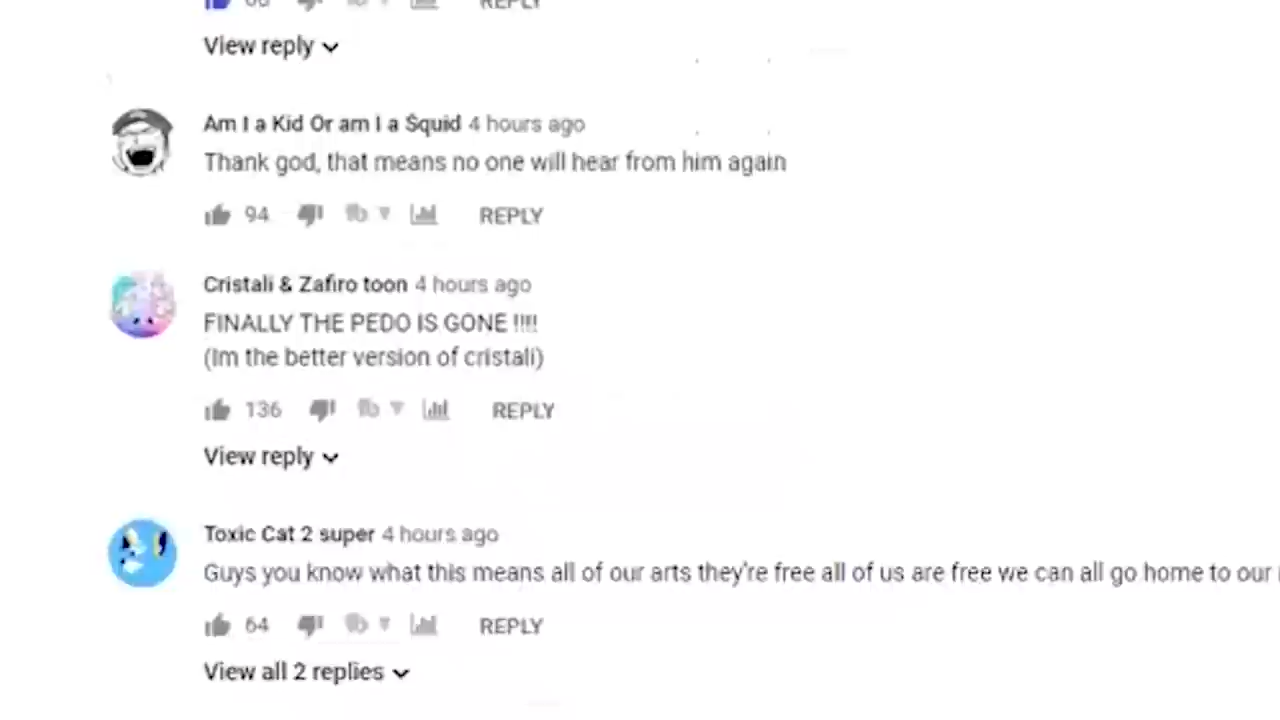 66 REPLY
View reply
Am I a Kid Or am I a Squid 4 hours ago
Thank god, that means no one will hear from him again
94 REPLY
Cristali & Zafiro toon 4 hours ago
FINALLY THE PEDO IS GONE !!!!
(Im the better version of cristali)
136 REPLY
View reply
Toxic Cat 2 super 4 hours ago
Guys you know what this means all of our arts they're free all of us are free we can all go home to our
64 REPLY
View all 2 replies